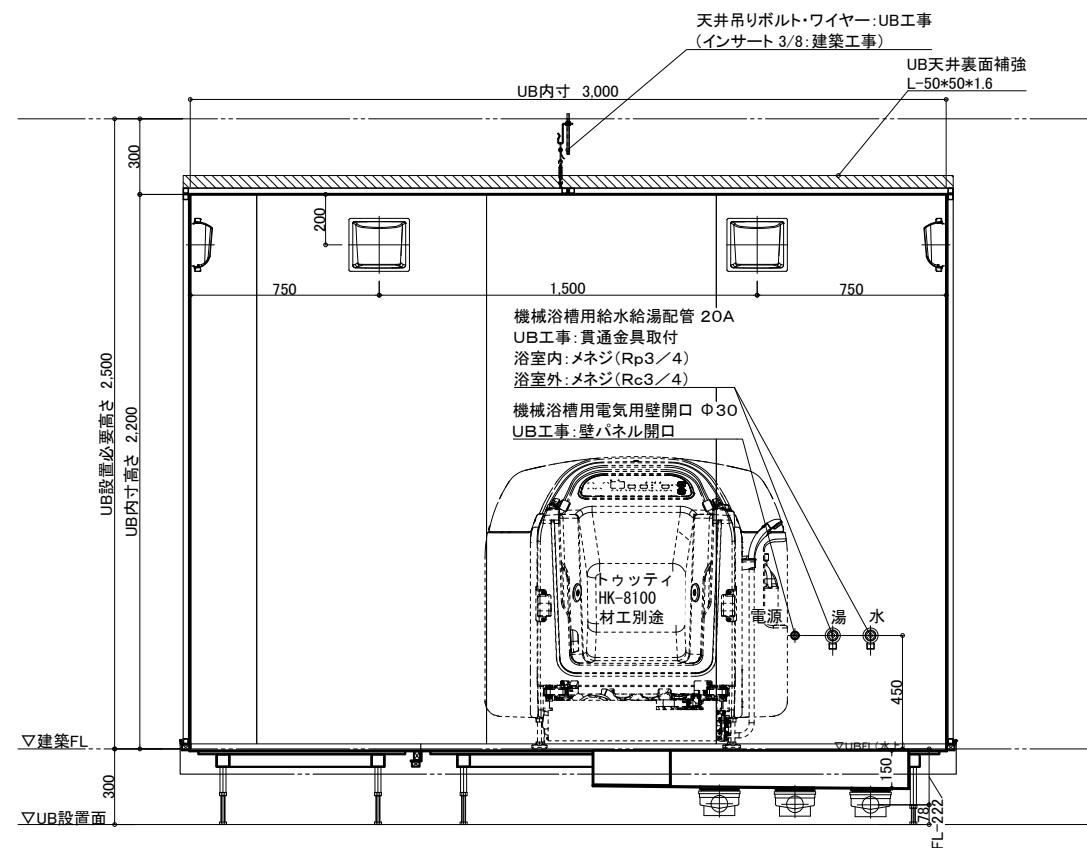 天井吊りボルト・ワイヤー：UB工事
(インサート 3/8：建築工事)
UB天井裏面補強
L-50*50*1.6
UB内寸 3,000
300
200
750
1,500
750
機械浴槽用給水給湯配管 20A
UB工事：貫通金具取付
浴室内：メネジ(Rp3／4)
浴室外：メネジ(Rc3／4)
機械浴槽用電気用壁開口 Φ30
UB工事：壁パネル開口
UB設置必要高さ 2,500
UB内寸高さ 2,200
トゥッティ
HK-8100
材工別途
電源
湯
水
450
▽建築FL
▽UBFL(水上)
150
300
78
FL-222
▽UB設置面